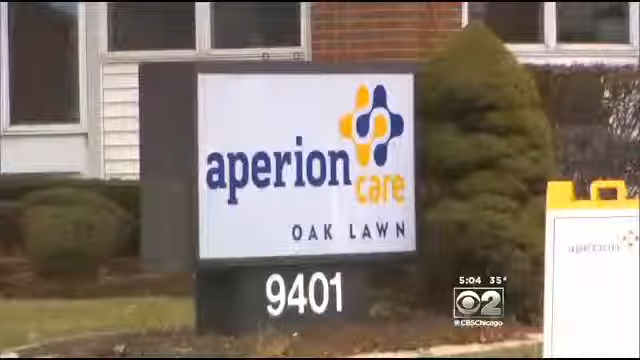 aperion
care
OAK LAWN
9401
aperion
5:04 35°
2
@CBSChicago